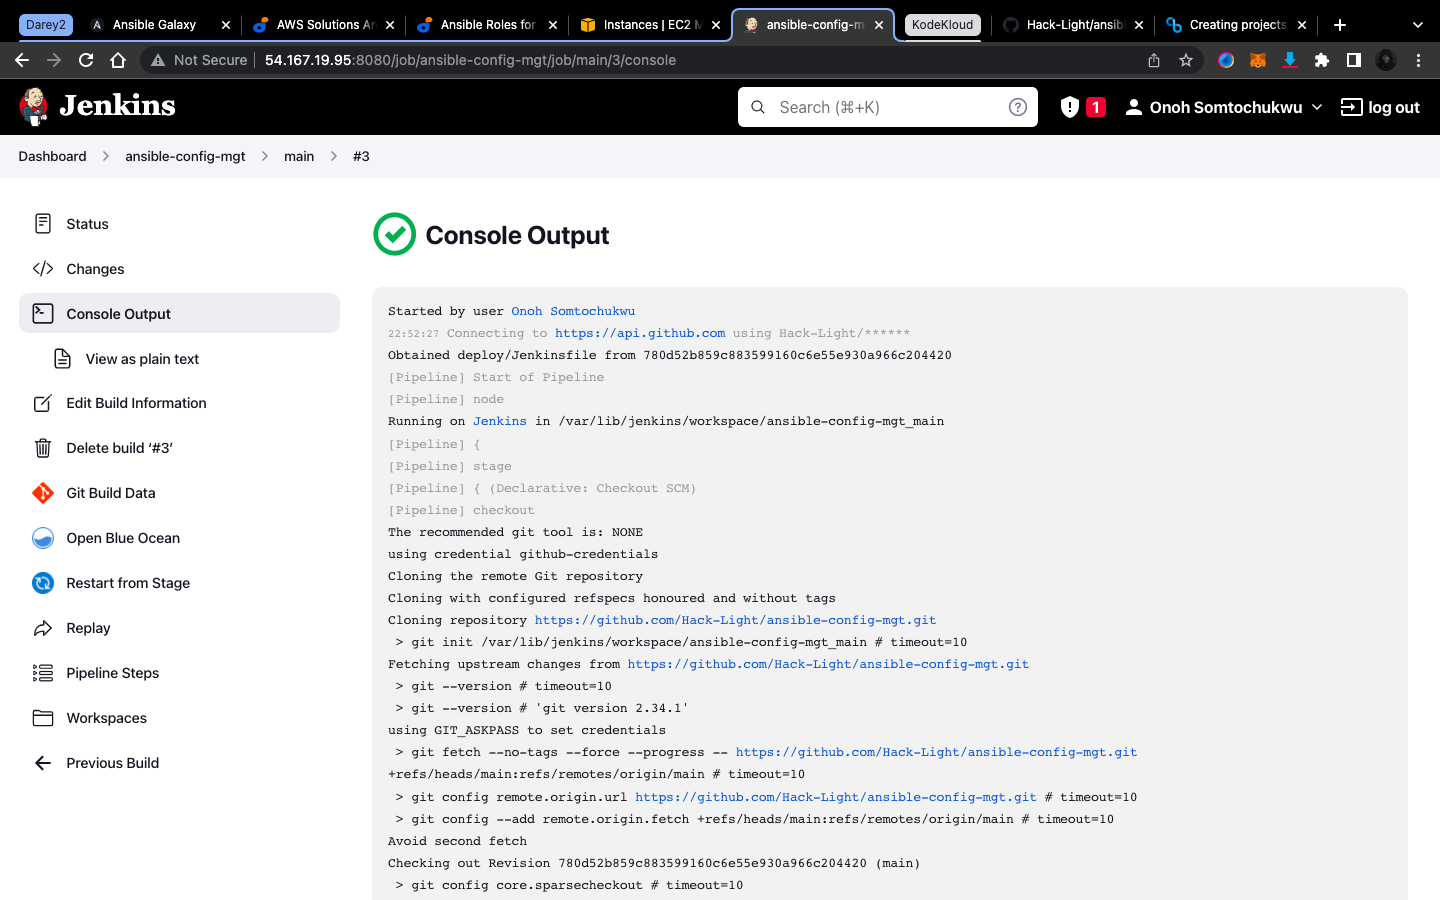 Darey2
A Ansible Galaxy
AWS Solutions Ar
Ansible Roles for
Instances | EC2 M
ansible-config-m
KodeKloud
Hack-Light/ansib
Creating projects
Not Secure 54.167.19.95:8080/job/ansible-config-mgt/job/main/3/console
Jenkins
Search (⌘+K)
?
1
Onoh Somtochukwu
log out
Dashboard
ansible-config-mgt
main
#3
Status
Changes
Console Output
View as plain text
Edit Build Information
Delete build ‘#3’
Git Build Data
Open Blue Ocean
Restart from Stage
Replay
Pipeline Steps
Workspaces
Previous Build
Console Output
Started by user Onoh Somtochukwu
22:52:27 Connecting to https://api.github.com using Hack-Light/******
Obtained deploy/Jenkinsfile from 780d52b859c883599160c6e55e930a966c204420
[Pipeline] Start of Pipeline
[Pipeline] node
Running on Jenkins in /var/lib/jenkins/workspace/ansible-config-mgt_main
[Pipeline] {
[Pipeline] stage
[Pipeline] { (Declarative: Checkout SCM)
[Pipeline] checkout
The recommended git tool is: NONE
using credential github-credentials
Cloning the remote Git repository
Cloning with configured refspecs honoured and without tags
Cloning repository https://github.com/Hack-Light/ansible-config-mgt.git
> git init /var/lib/jenkins/workspace/ansible-config-mgt_main # timeout=10
Fetching upstream changes from https://github.com/Hack-Light/ansible-config-mgt.git
> git --version # timeout=10
> git --version # 'git version 2.34.1'
using GIT_ASKPASS to set credentials
> git fetch --no-tags --force --progress -- https://github.com/Hack-Light/ansible-config-mgt.git
+refs/heads/main:refs/remotes/origin/main # timeout=10
> git config remote.origin.url https://github.com/Hack-Light/ansible-config-mgt.git # timeout=10
> git config --add remote.origin.fetch +refs/heads/main:refs/remotes/origin/main # timeout=10
Avoid second fetch
Checking out Revision 780d52b859c883599160c6e55e930a966c204420 (main)
> git config core.sparsecheckout # timeout=10